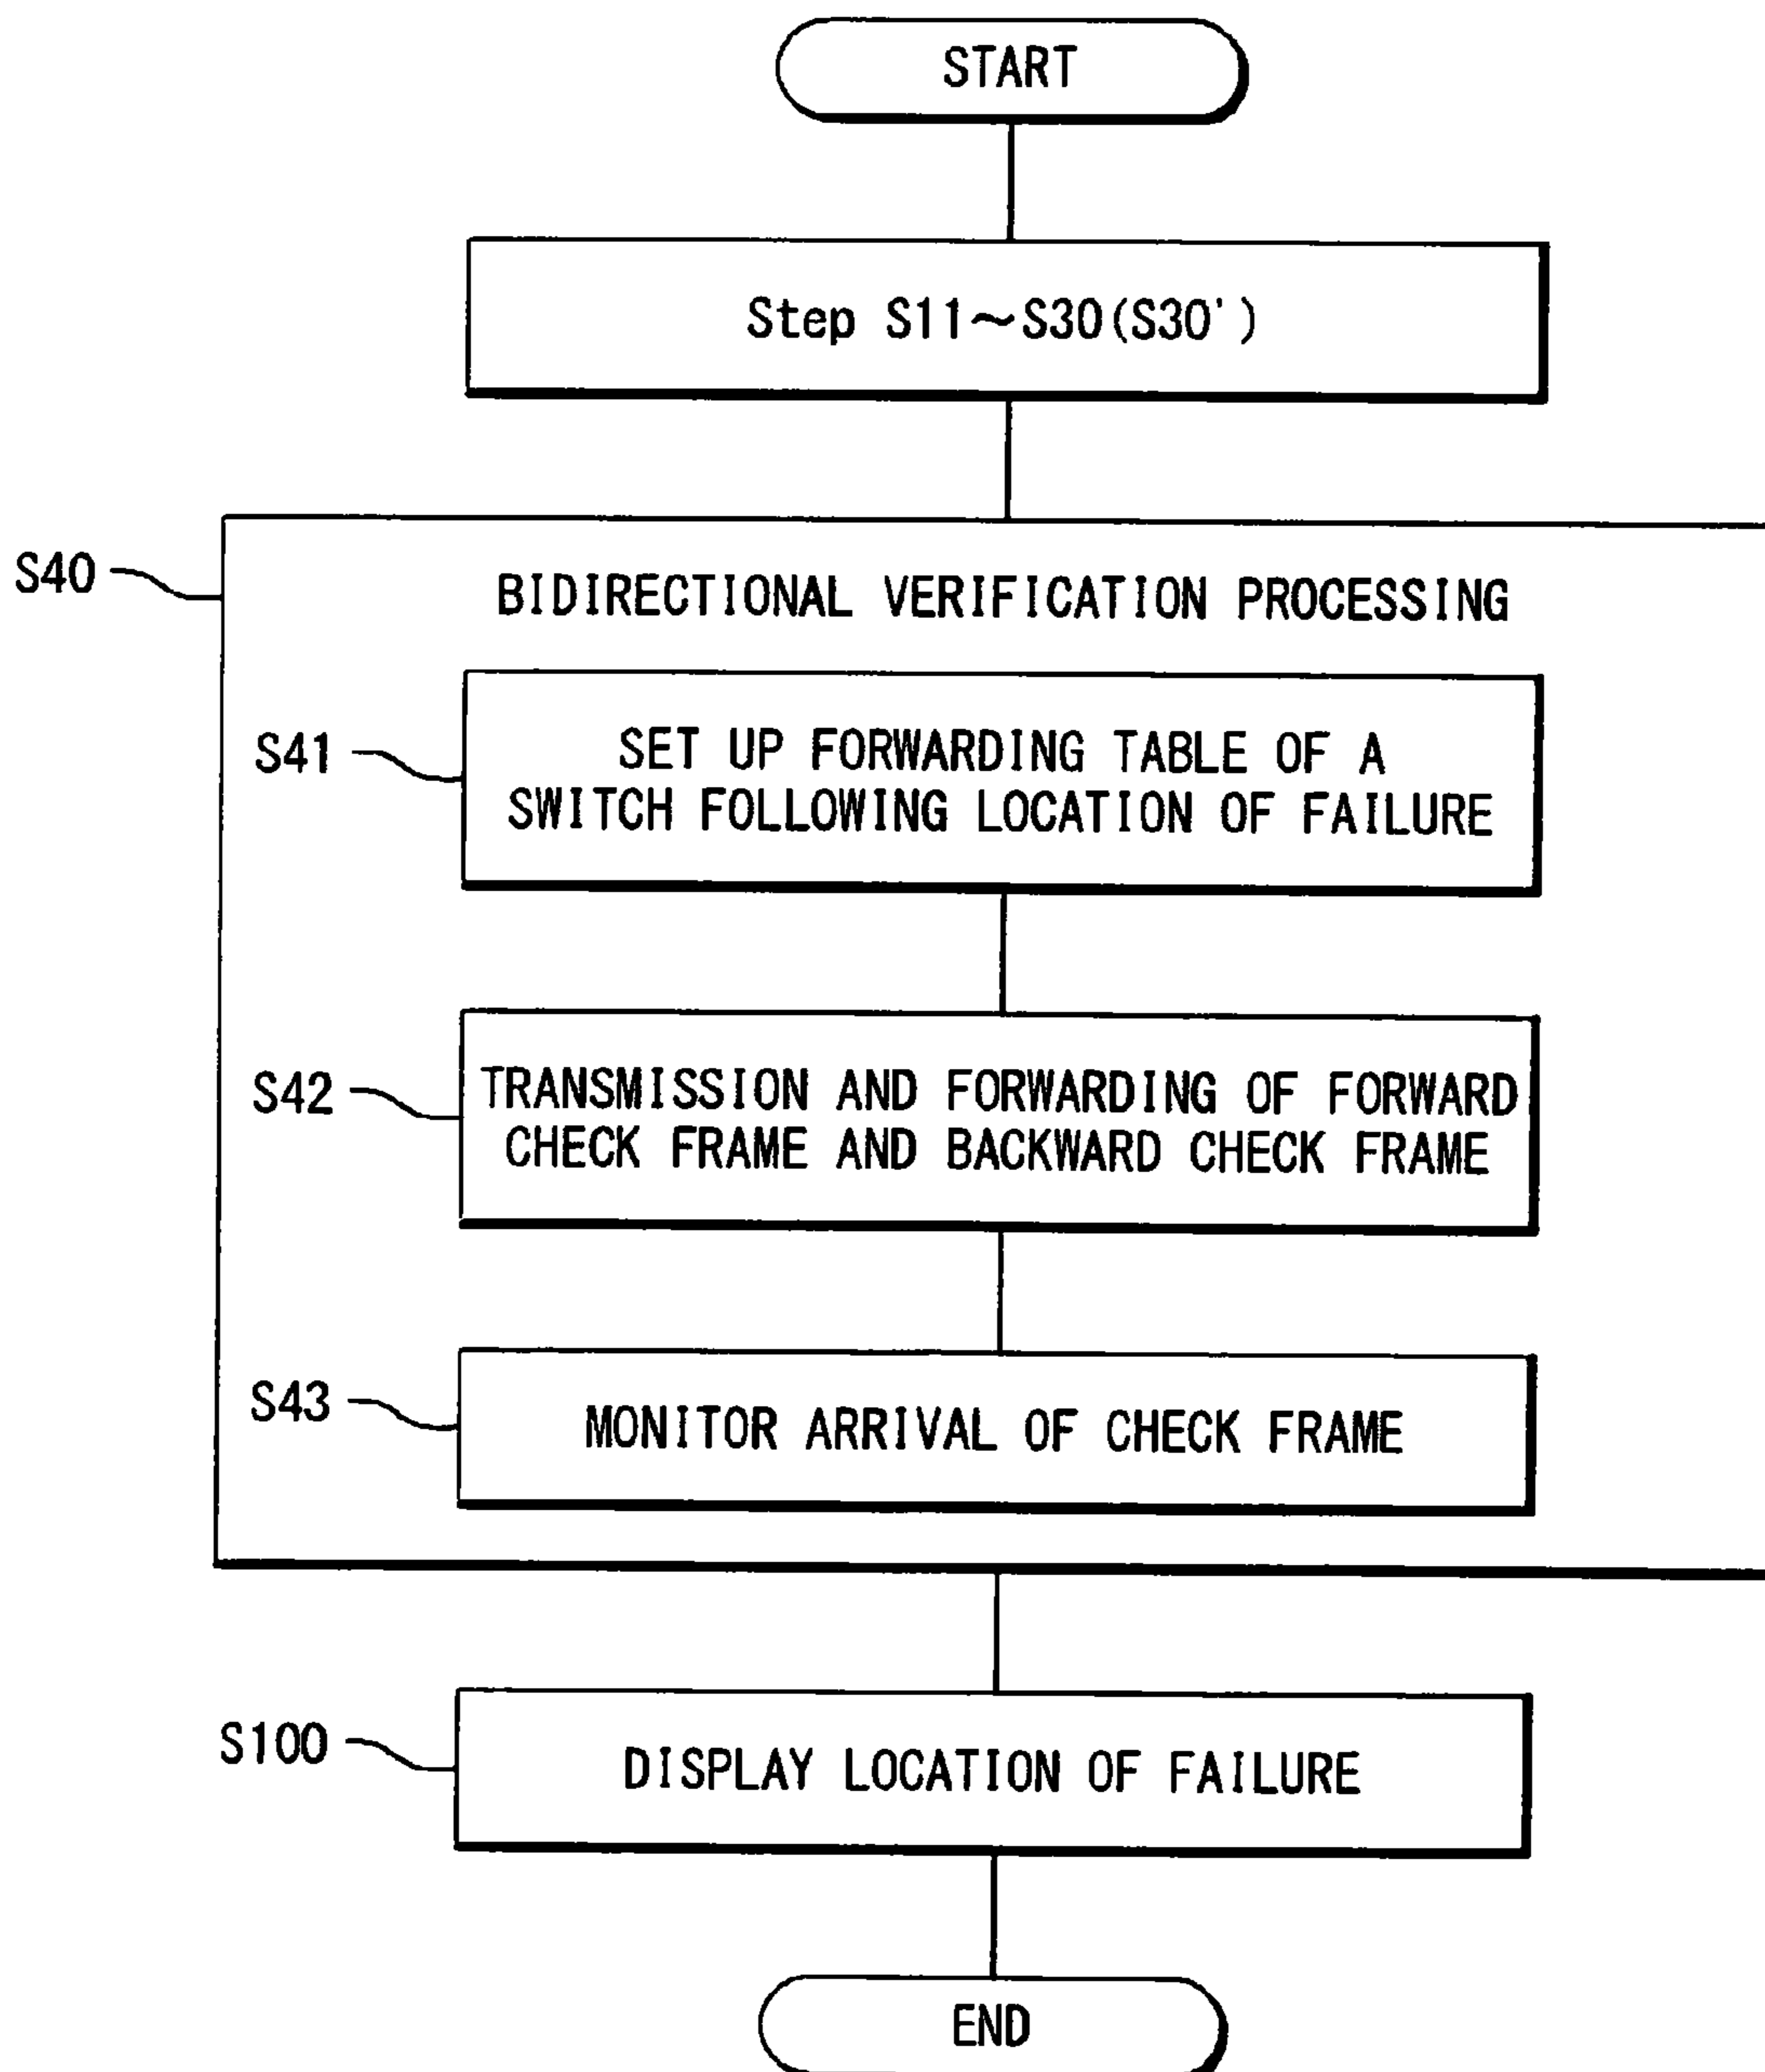 START
Step S11~S30(S30')
S40
BIDIRECTIONAL VERIFICATION PROCESSING
S41
SET UP FORWARDING TABLE OF A
SWITCH FOLLOWING LOCATION OF FAILURE
S42
TRANSMISSION AND FORWARDING OF FORWARD
CHECK FRAME AND BACKWARD CHECK FRAME
S43
MONITOR ARRIVAL OF CHECK FRAME
S100
DISPLAY LOCATION OF FAILURE
END